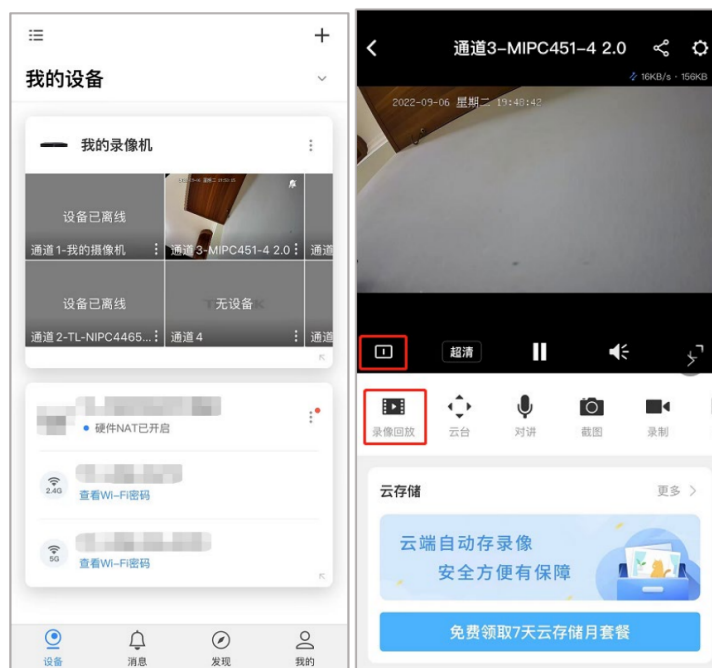 我的设备
我的录像机
设备已离线
通道1-我的摄像机
通道3-MIPC451-4 2.0
通道
设备已离线
无设备
通道2-TL-NIPC4465...
通道4
通道
硬件NAT已开启
2.4G
查看Wi-Fi密码
5G
查看Wi-Fi密码
设备
消息
发现
我的
通道3-MIPC451-4 2.0
16KB/s · 156KB
2022-09-06 星期二 19:48:42
超清
录像回放
云台
对讲
截图
录制
云存储
更多
云端自动存录像
安全方便有保障
免费领取7天云存储月套餐